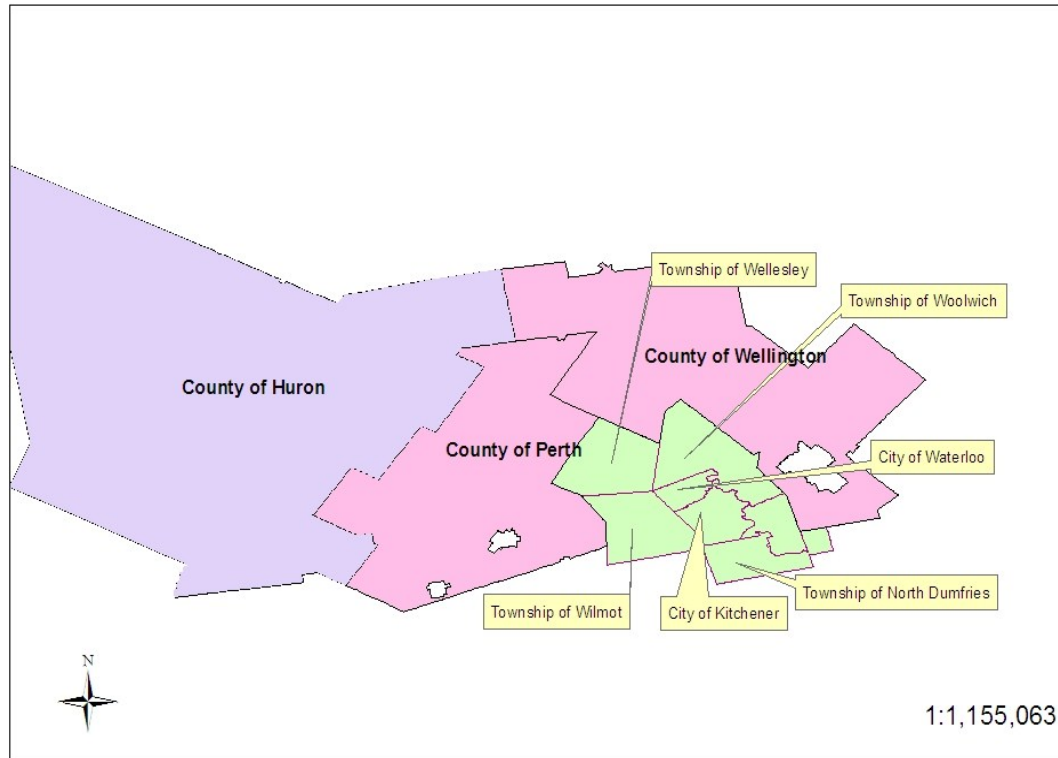 Township of Wellesley
Township of Woolwich
County of Wellington
County of Huron
County of Perth
City of Waterloo
Township of North Dumfries
Township of Wilmot
City of Kitchener
N
1:1,155,063